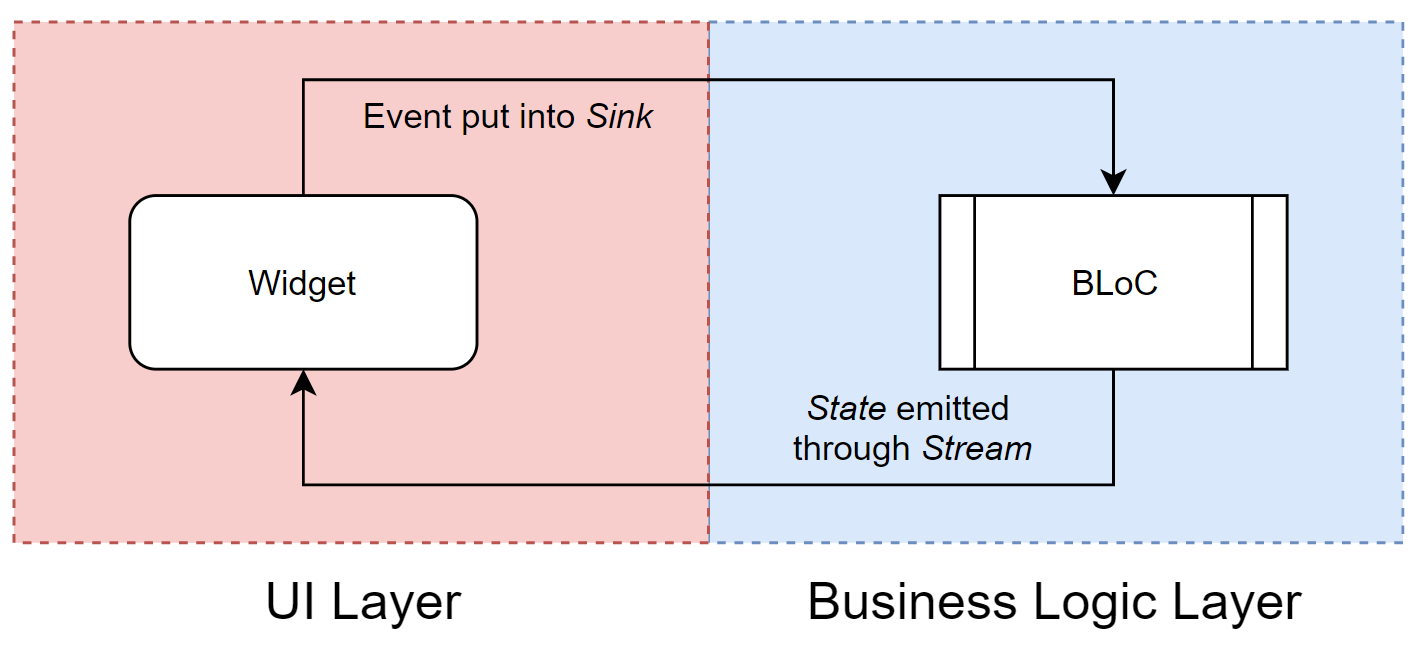 Event put into Sink
Widget
BLoC
State emitted
through Stream
UI Layer
Business Logic Layer